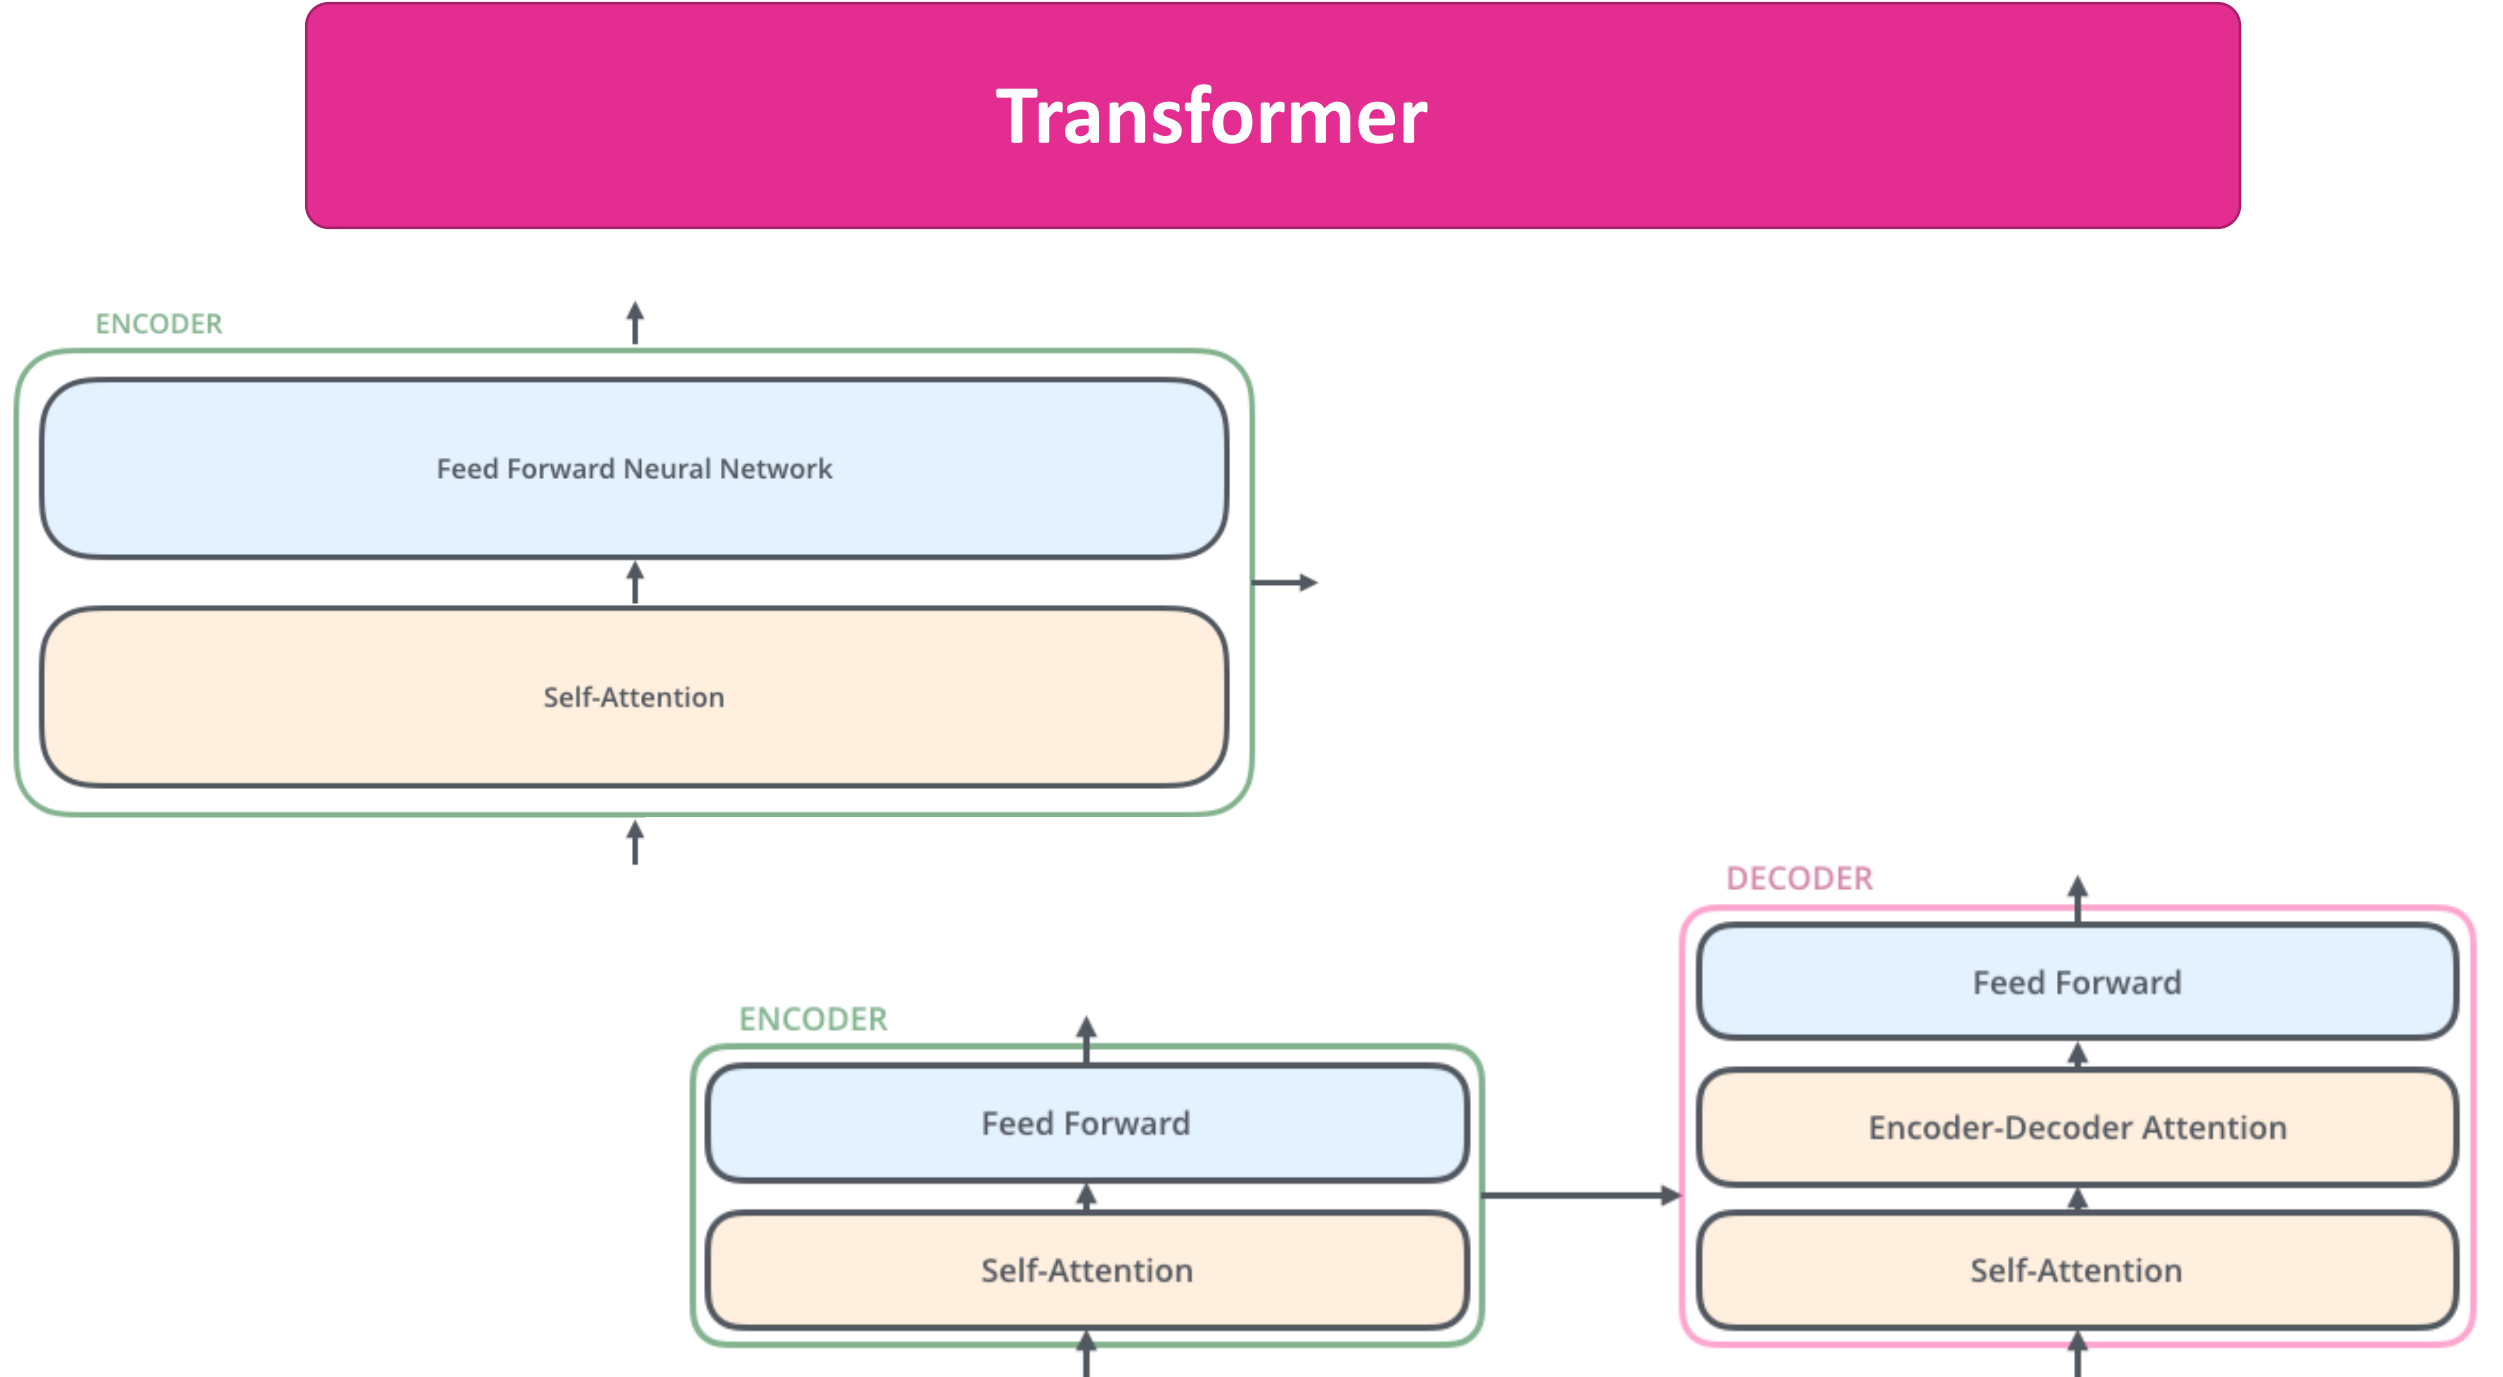 Transformer
ENCODER
Feed Forward Neural Network
Self-Attention
ENCODER
Feed Forward
Self-Attention
DECODER
Feed Forward
Encoder-Decoder Attention
Self-Attention